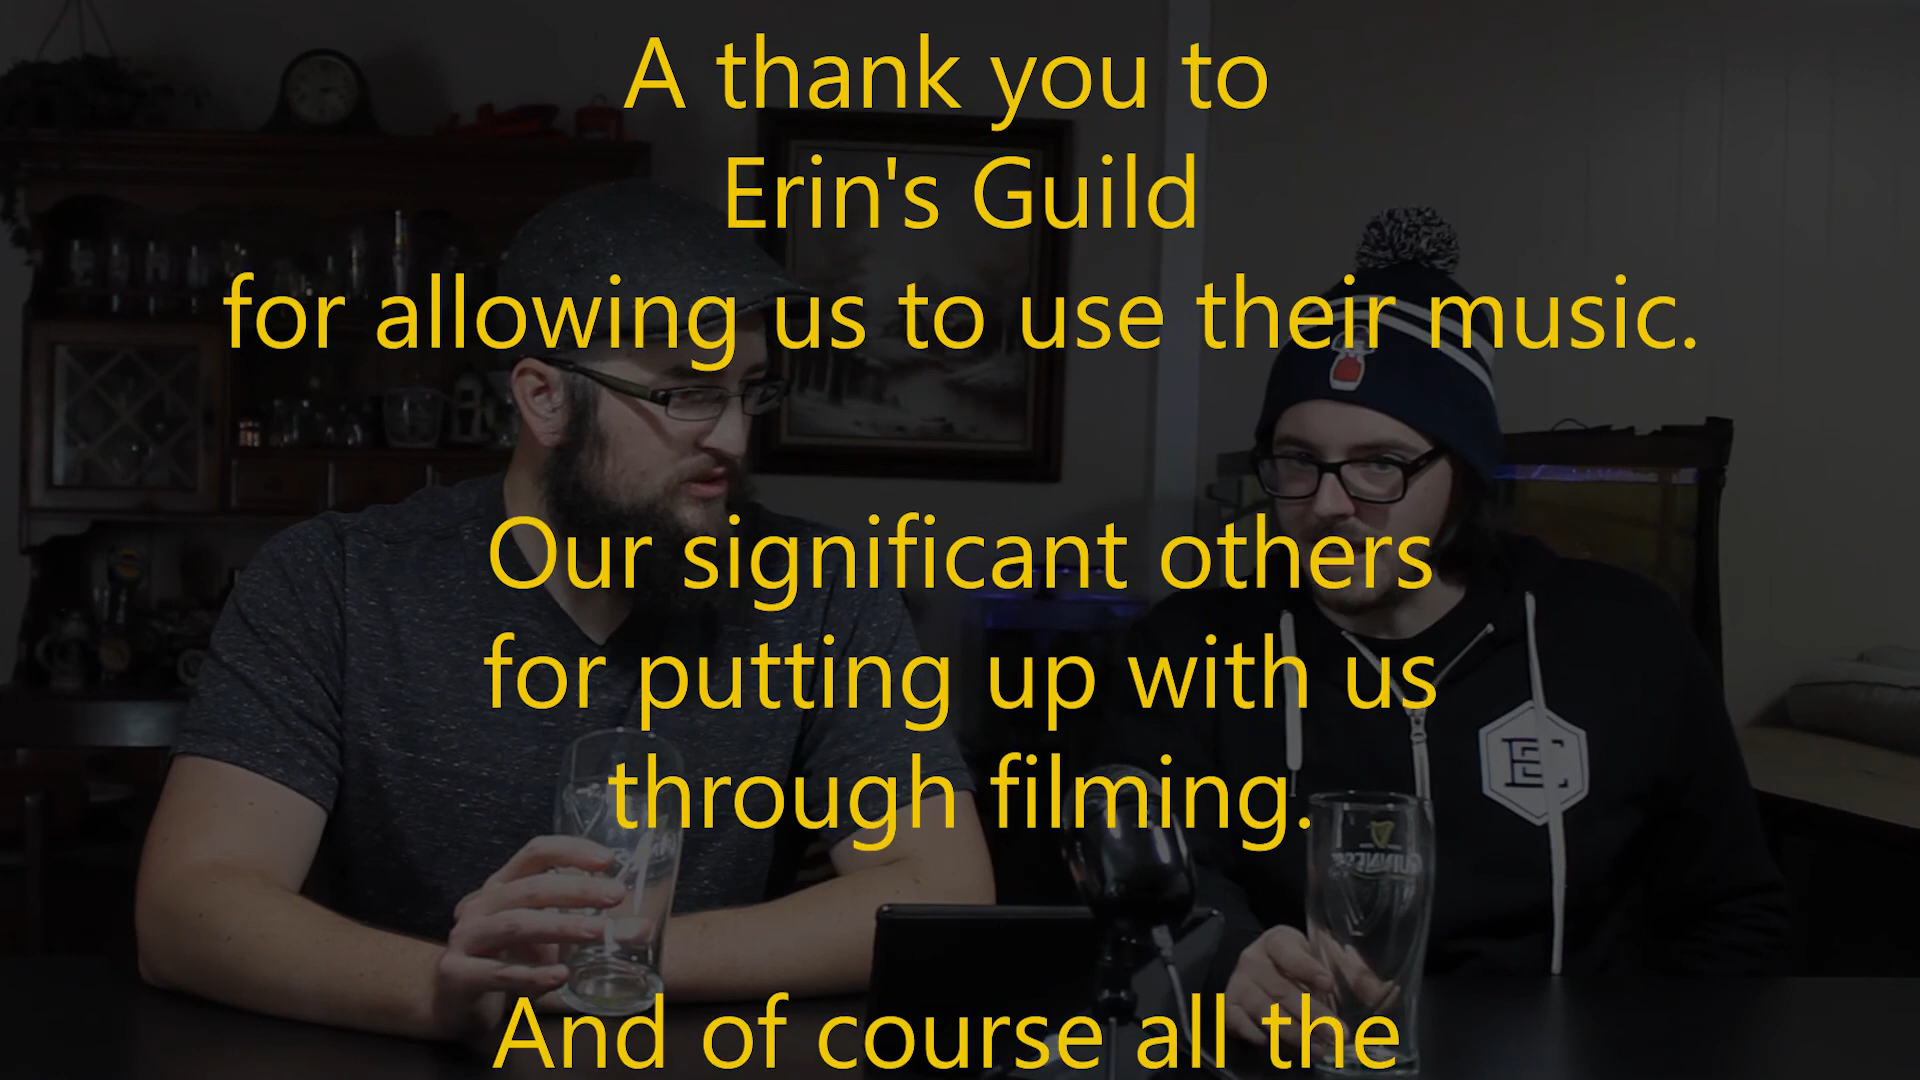 A thank you to
Erin's Guild
for allowing us to use their music.
Our significant others
for putting up with us
through filming.
And of course all the
GUINNESS